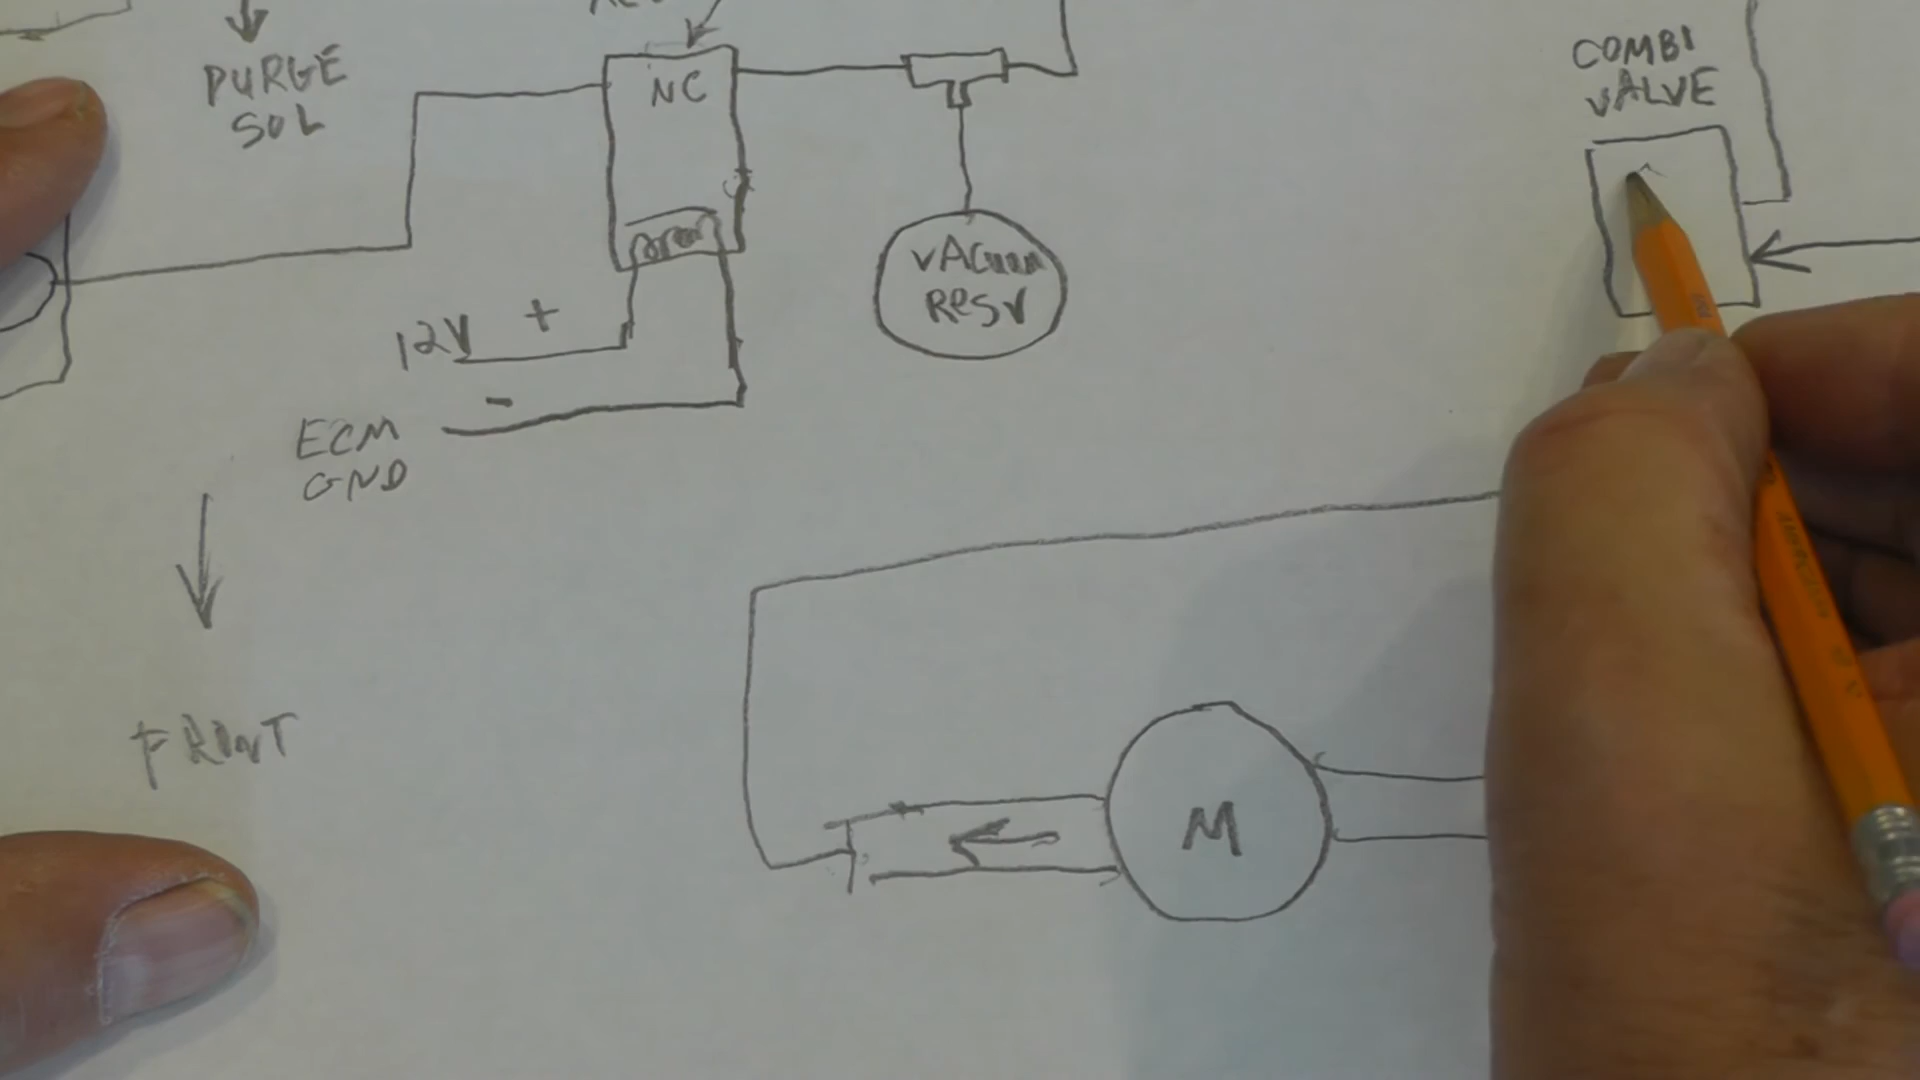 PURGE
SOL
NC
COMBI
VALVE
VACUUM
RESV
12V +
-
ECM
GND
FRONT
M